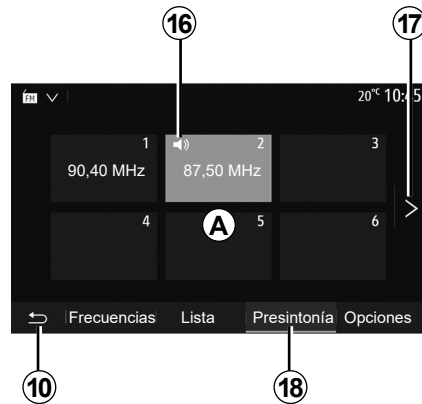 16 17
FM 20°C 10:45
1 2 3
90,40 MHz 87,50 MHz
4 A 5 6
>
Frecuencias Lista Presintonía Opciones
10 18